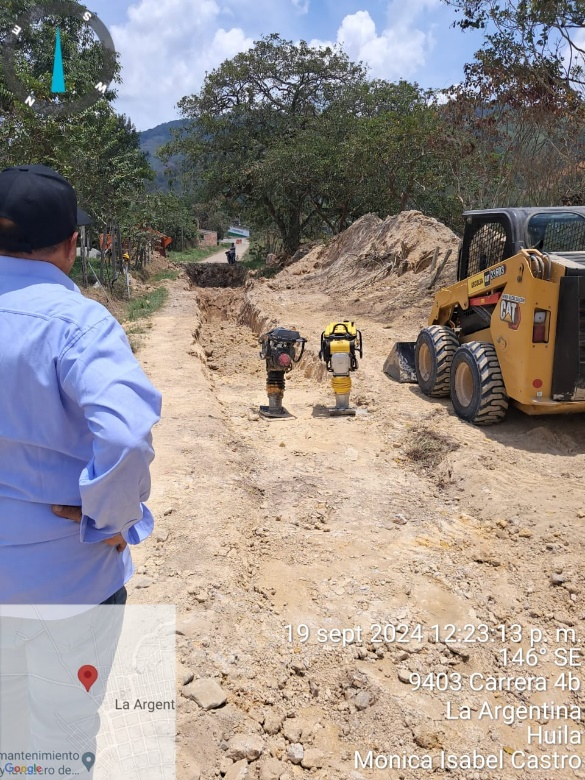 S
E
W
N
CAT
19 sept 2024 12:23:13 p. m.
146° SE
9403 Carrera 4b
La Argentina
Huila
Monica Isabel Castro
La Argent
mantenimiento
Google